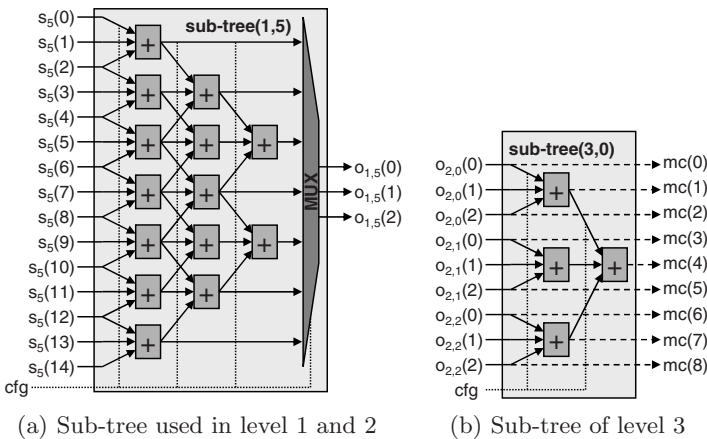 sub-tree(1,5)
s5(0)
s5(1)
s5(2)
s5(3)
s5(4)
s5(5)
s5(6)
s5(7)
s5(8)
s5(9)
s5(10)
s5(11)
s5(12)
s5(13)
s5(14)
cfg
+
+
+
+
+
+
+
+
+
+
+
+
+
+
MUX
o1,5(0)
o1,5(1)
o1,5(2)
(a) Sub-tree used in level 1 and 2
sub-tree(3,0)
o2,0(0)
o2,0(1)
o2,0(2)
o2,1(0)
o2,1(1)
o2,1(2)
o2,2(0)
o2,2(1)
o2,2(2)
cfg
+
+
+
+
mc(0)
mc(1)
mc(2)
mc(3)
mc(4)
mc(5)
mc(6)
mc(7)
mc(8)
(b) Sub-tree of level 3